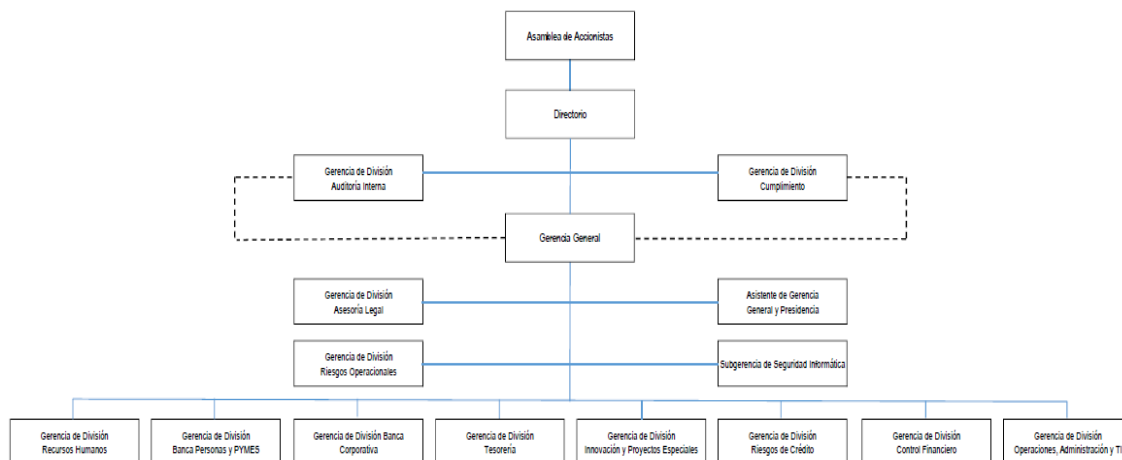 Asamblea de Accionistas
Directorio
Gerencia de División
Auditoría Interna
Gerencia de División
Cumplimiento
Gerencia General
Gerencia de División
Asesoría Legal
Asistente de Gerencia
General y Presidencia
Gerencia de División
Riesgos Operacionales
Subgerencia de Seguridad Informática
Gerencia de División
Recursos Humanos
Gerencia de División
Banca Personas y PYMES
Gerencia de División Banca
Corporativa
Gerencia de División
Tesorería
Gerencia de División
Innovación y Proyectos Especiales
Gerencia de División
Riesgos de Crédito
Gerencia de División
Control Financiero
Gerencia de División
Operaciones, Administración y TI